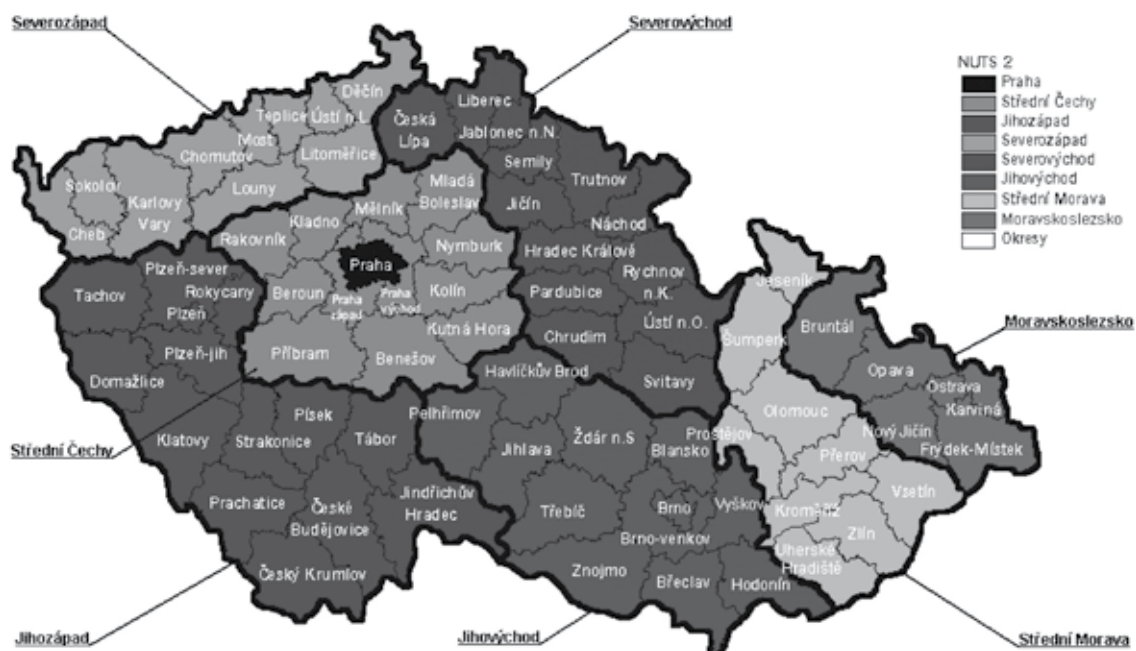 Severozápad
Severovýchod
NUTS 2
Praha
Střední Čechy
Jihozápad
Severozápad
Severovýchod
Jihovýchod
Střední Morava
Moravskoslezsko
Okresy
Děčín
Teplice
Ústí n.L.
Most
Chomutov
Litoměřice
Sokolov
Karlovy
Vary
Louny
Cheb
Česká
Lípa
Liberec
Jablonec n.N.
Semily
Trutnov
Jičín
Náchod
Hradec Králové
Rychnov
n.K.
Pardubice
Ústí n.O.
Chrudim
Svitavy
Mladá
Boleslav
Mělník
Kladno
Rakovník
Nymburk
Praha
Beroun
Praha
západ
Praha
východ
Kolín
Kutná Hora
Příbram
Benešov
Plzeň-sever
Tachov
Rokycany
Plzeň
Plzeň-jih
Domažlice
Klatovy
Písek
Strakonice
Tábor
Prachatice
České
Budějovice
Jindřichův
Hradec
Český Krumlov
Havlíčkův Brod
Pelhřimov
Jihlava
Ždár n.S
Blansko
Třebíč
Brno
Vyškov
Brno-venkov
Znojmo
Břeclav
Hodonín
Jeseník
Šumperk
Olomouc
Prostějov
Přerov
Vsetín
Kroměříž
Zlín
Uherské
Hradiště
Bruntál
Opava
Ostrava
Karviná
Nový Jičín
Frýdek-Místek
Moravskoslezsko
Střední Čechy
Jihozápad
Jihovýchod
Střední Morava